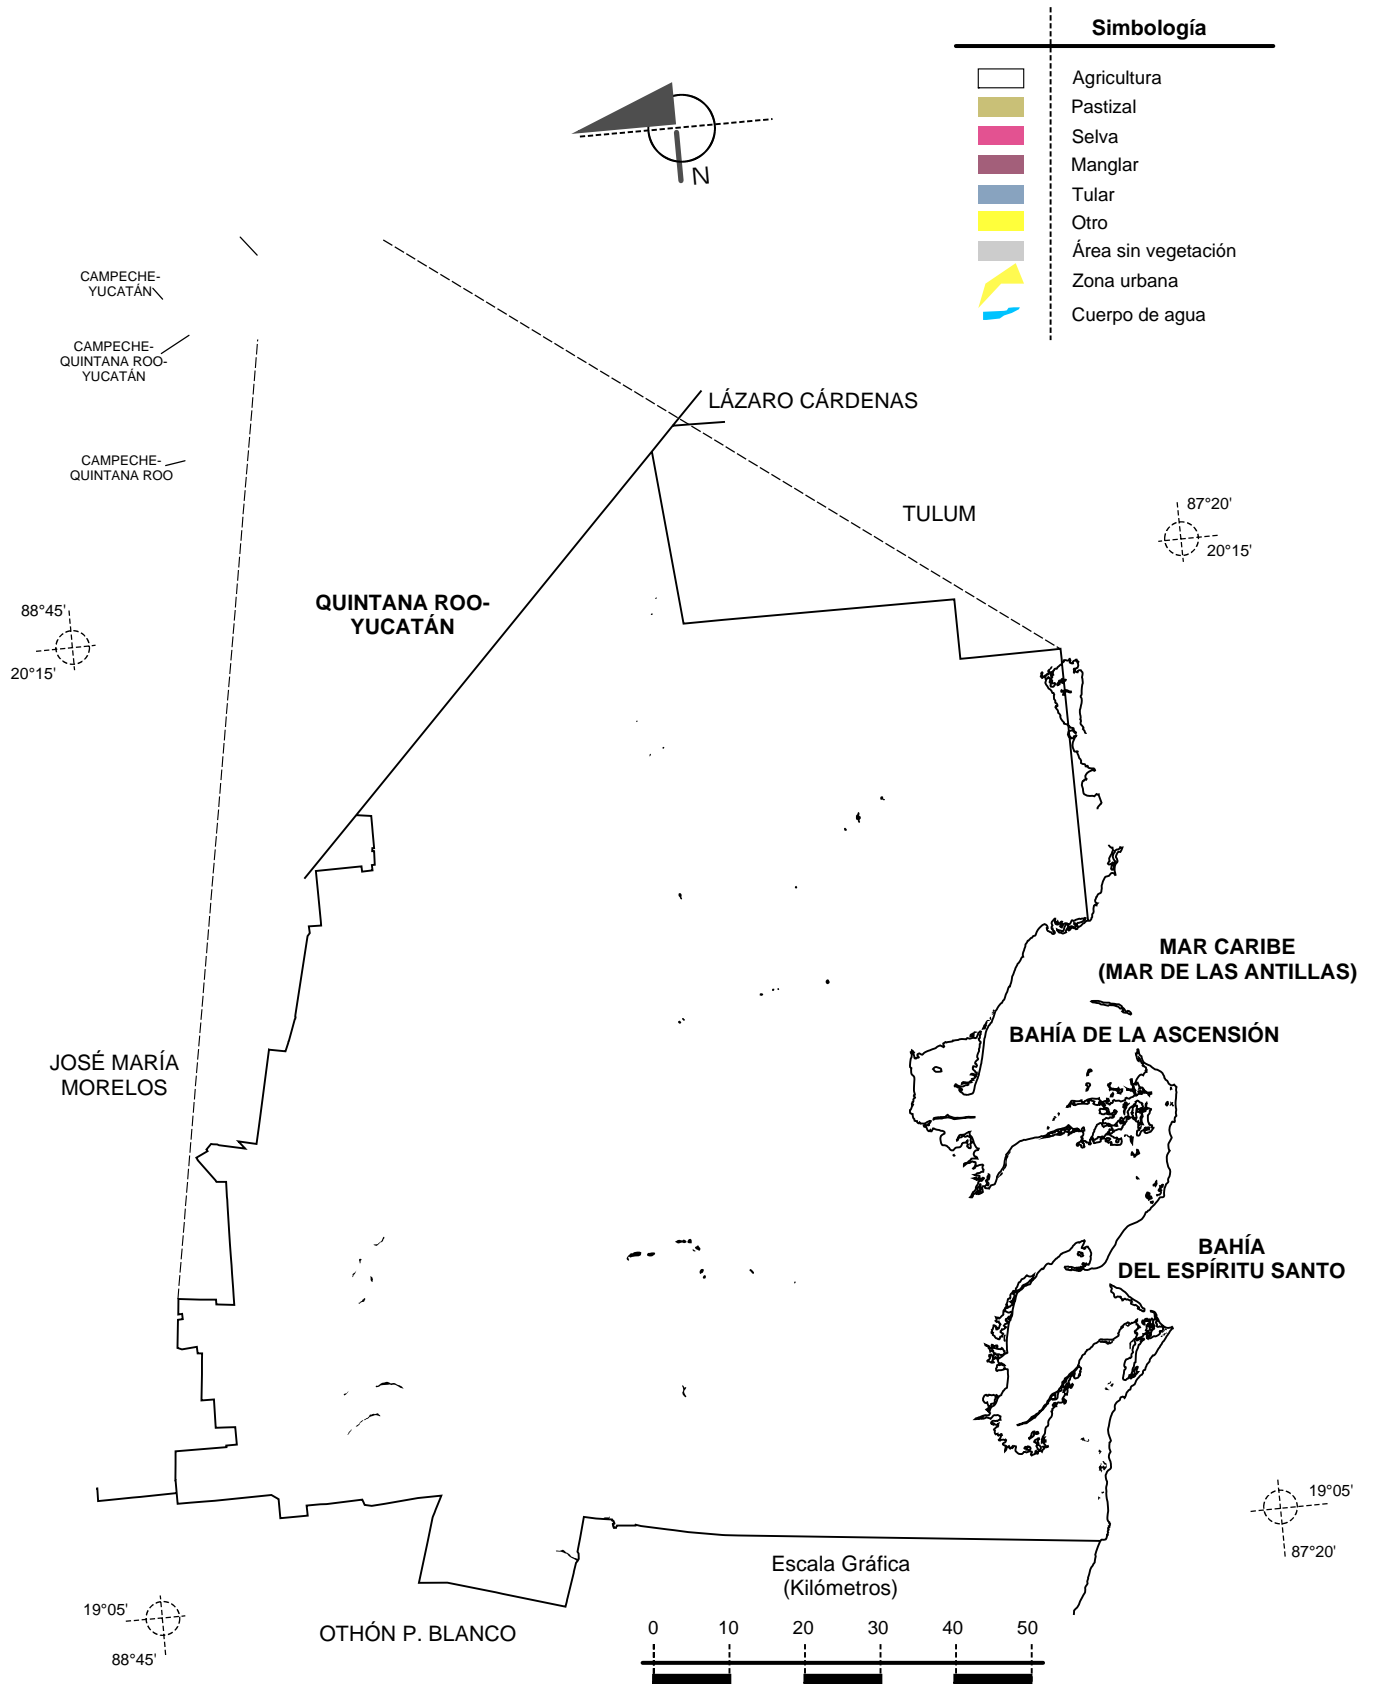 Simbología
Agricultura
Pastizal
Selva
Manglar
Tular
Otro
Área sin vegetación
Zona urbana
Cuerpo de agua
N
CAMPECHE-
YUCATÁN
CAMPECHE-
QUINTANA ROO-
YUCATÁN
CAMPECHE-
QUINTANA ROO
LÁZARO CÁRDENAS
TULUM
87°20'
20°15'
QUINTANA ROO-
YUCATÁN
88°45'
20°15'
MAR CARIBE
(MAR DE LAS ANTILLAS)
BAHÍA DE LA ASCENSIÓN
JOSÉ MARÍA
MORELOS
BAHÍA
DEL ESPÍRITU SANTO
19°05'
87°20'
Escala Gráfica
(Kilómetros)
19°05'
88°45'
OTHÓN P. BLANCO
0 10 20 30 40 50